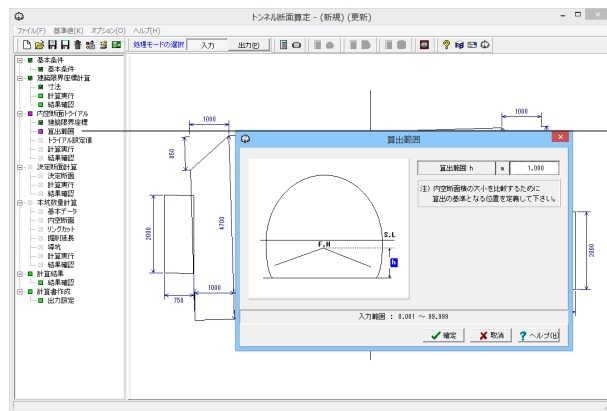 トンネル断面算定 - (新規) (更新)
ファイル(F) 基準値(K) オプション(O) ヘルプ(H)
処理モードの選択 入力 出力(P)
基本条件
基本条件
建築限界座標計算
寸法
計算実行
結果確認
内空断面トライアル
建築限界座標
算出範囲
トライアル設定値
計算実行
結果確認
決定断面計算
決定断面
計算実行
結果確認
本坑数量計算
基本データ
内空断面
リングカット
掘削延長
導坑
計算実行
結果確認
計算結果
結果確認
計算書作成
出力設定
1000
850
4700
2000
750
1000
1000
2000
算出範囲
S.L
F.H
h
算出範囲 h m 1.000
注) 内空断面積の大小を比較するために
算出の基準となる位置を定義して下さい。
入力範囲 : 0.001 ～ 99.999
確定 取消 ヘルプ(H)